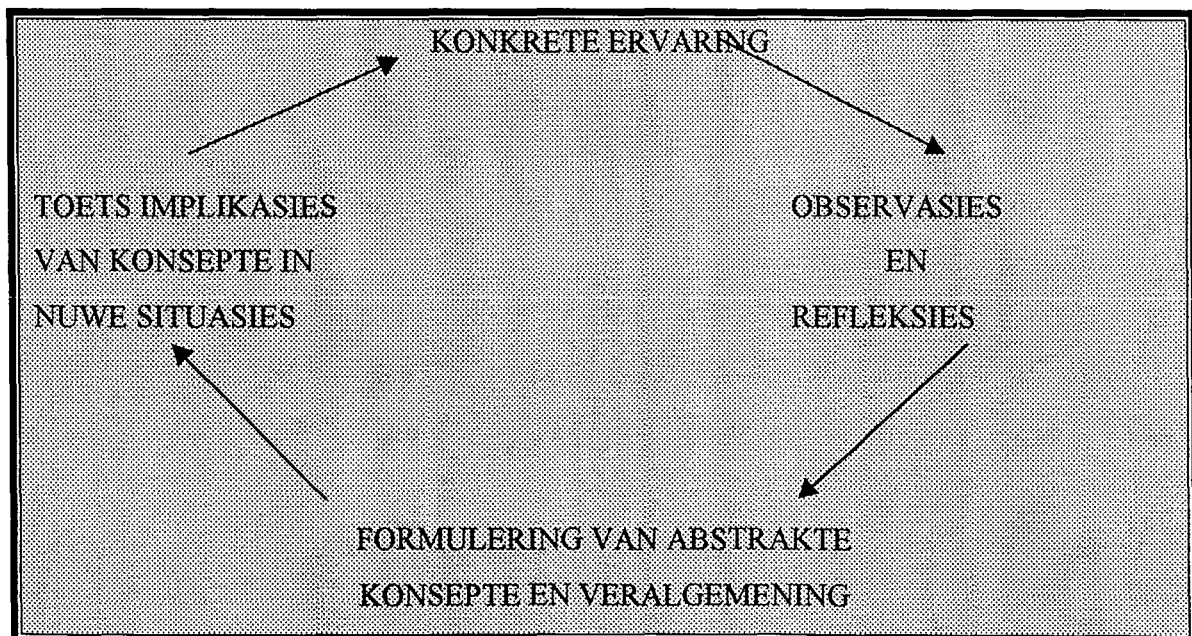 KONKRETE ERVARING
TOETS IMPLIKASIES
VAN KONSEPTE IN
NUWE SITUASIES
OBSERVASIES
EN
REFLEKSIES
FORMULERING VAN ABSTRAKTE
KONSEPTE EN VERALGEMENING